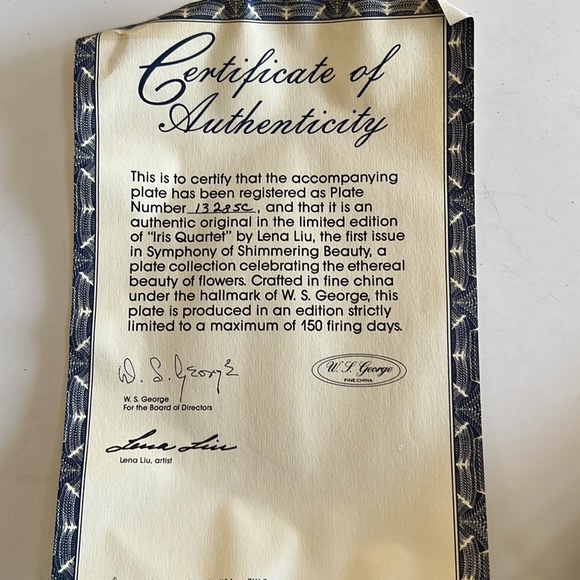 Certificate of
Authenticity
This is to certify that the accompanying
plate has been registered as Plate
Number 13285C, and that it is an
authentic original in the limited edition
of "Iris Quartet" by Lena Liu, the first issue
in Symphony of Shimmering Beauty, a
plate collection celebrating the ethereal
beauty of flowers. Crafted in fine china
under the hallmark of W. S. George, this
plate is produced in an edition strictly
limited to a maximum of 150 firing days.
W. S. George
W. S. George
For the Board of Directors
W. S. George
FINE CHINA
Lena Liu
Lena Liu, artist